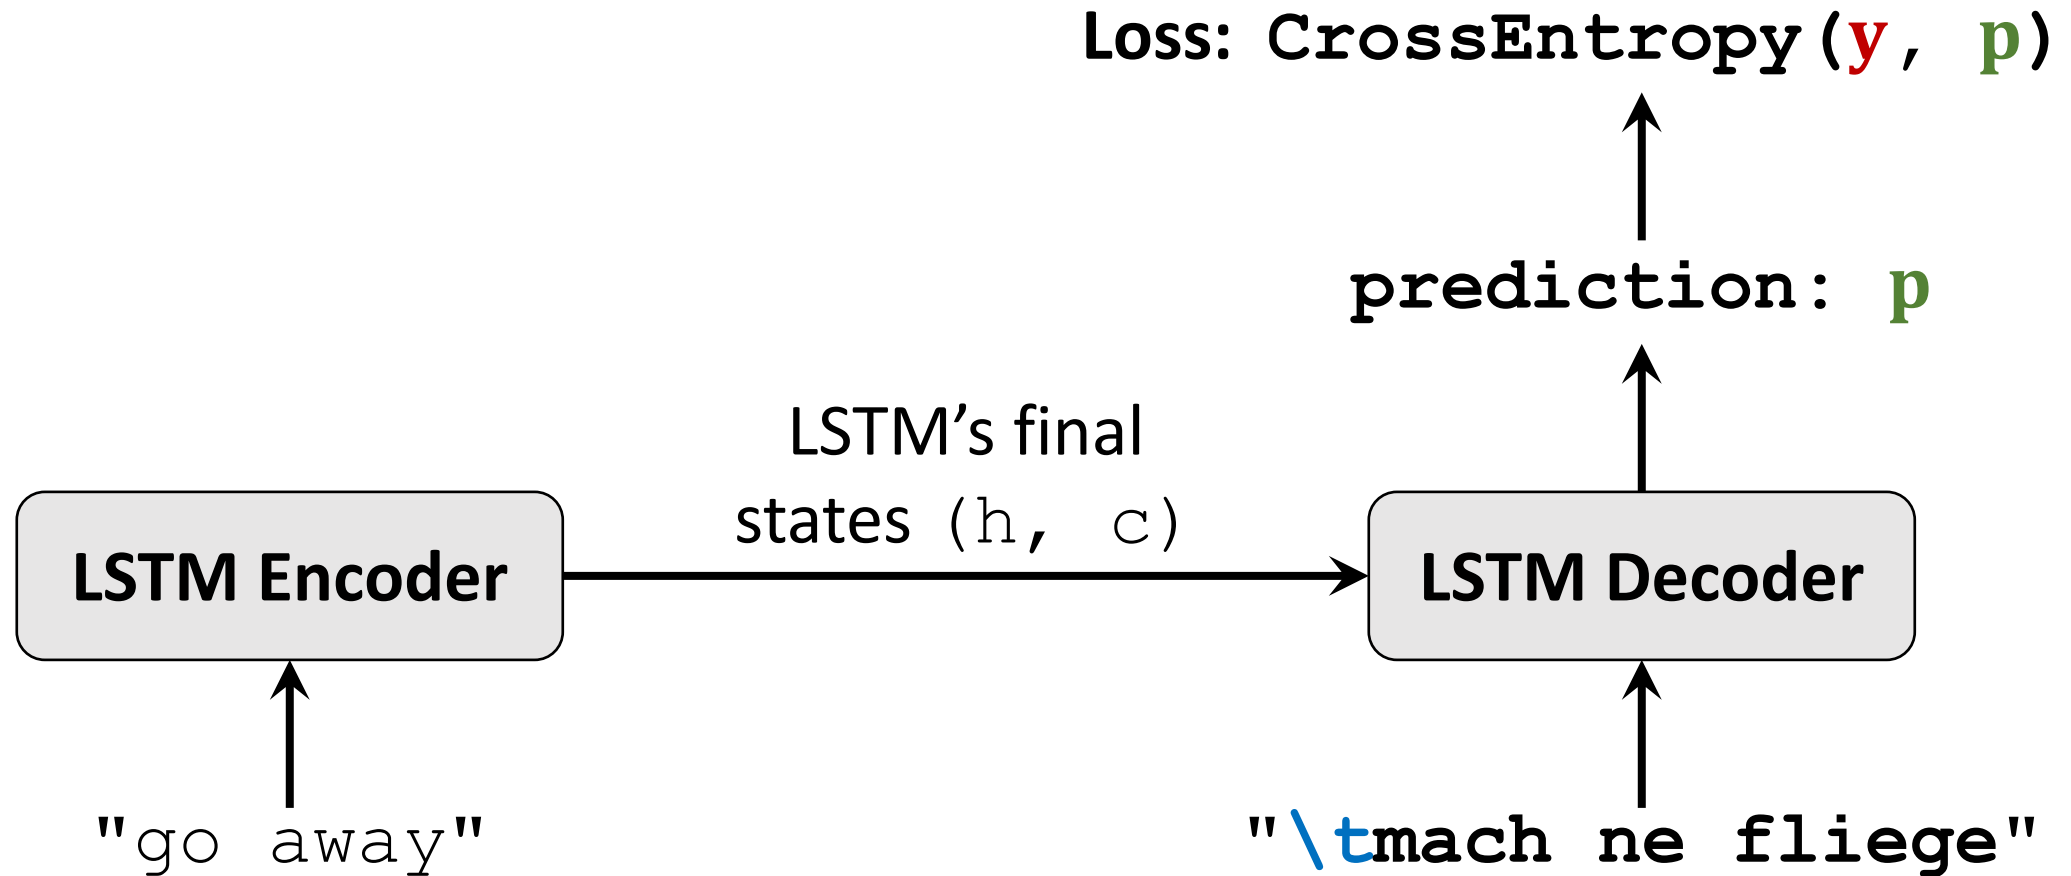 Loss: CrossEntropy(y, p)
prediction: p
LSTM’s final
states (h, c)
LSTM Encoder
LSTM Decoder
"go away"
"\tmach ne fliege"